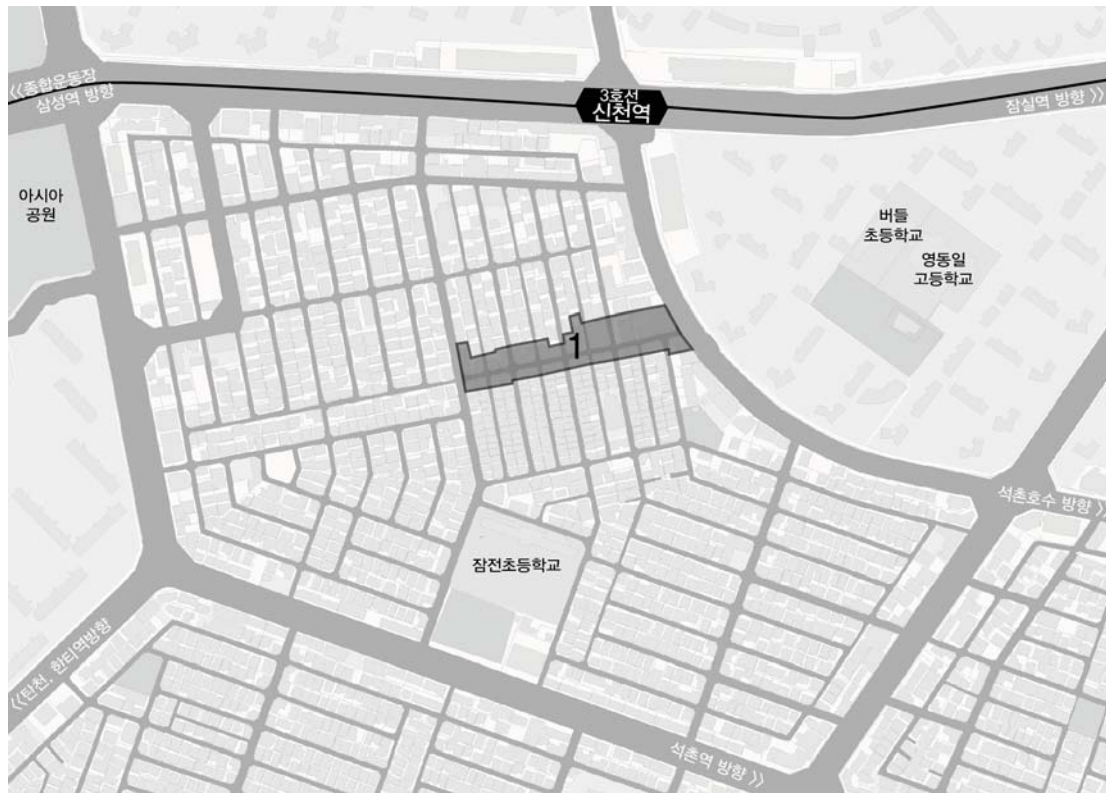 <<종합운동장
삼성역 방향
3호선
신천역
잠실역 방향 >>
아시아
공원
버들
초등학교
영동일
고등학교
1
석촌호수 방향 >>
잠전초등학교
<<탄천, 한티역방향
석촌역 방향 >>